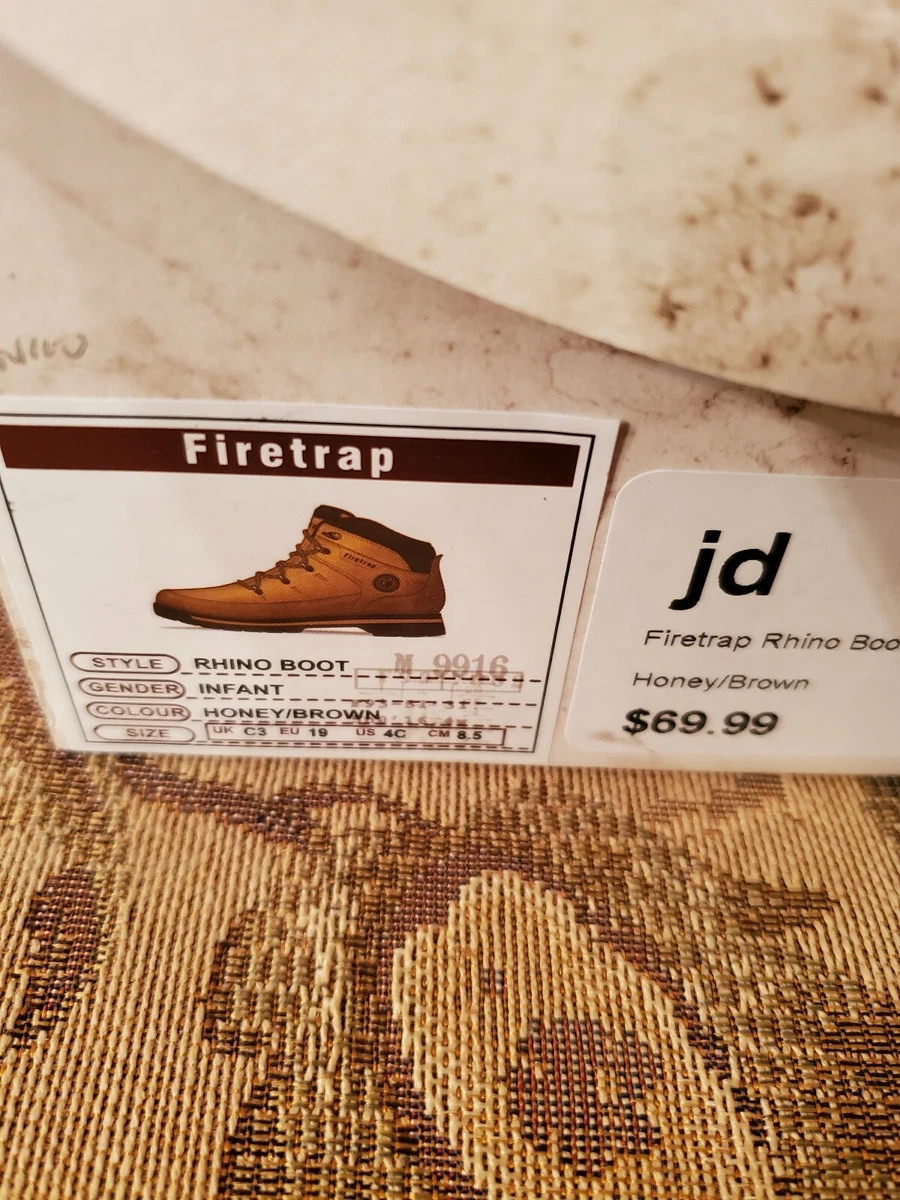 Firetrap
Firetrap
STYLE RHINO BOOT M 9916
GENDER INFANT
COLOUR HONEY/BROWN
SIZE UK C3 EU 19 US 4C CM 8.5
jd
Firetrap Rhino Boo
Honey/Brown
$69.99